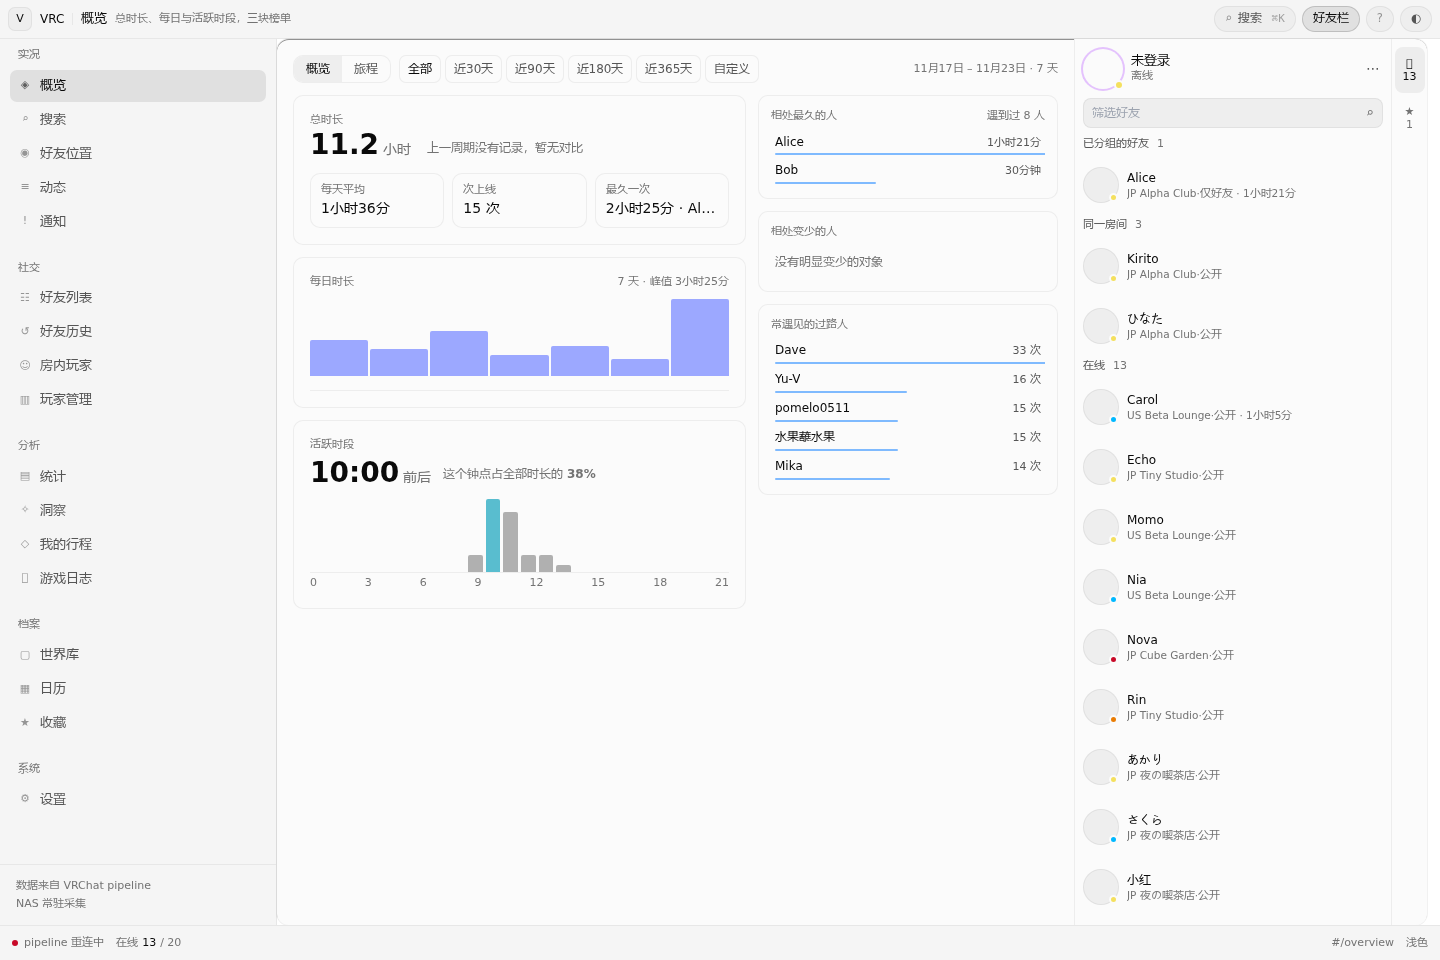 V VRC 概览 总时长、每日与活跃时段，三块榜单
搜索 ⌘K 好友栏 ?
实况
概览
搜索
好友位置
动态
通知
社交
好友列表
好友历史
房内玩家
玩家管理
分析
统计
洞察
我的行程
游戏日志
档案
世界库
日历
收藏
系统
设置
数据来自 VRChat pipeline
NAS 常驻采集
概览 旅程 全部 近30天 近90天 近180天 近365天 自定义
11月17日 – 11月23日 · 7 天
总时长
11.2 小时 上一周期没有记录，暂无对比
每天平均
1小时36分
次上线
15 次
最久一次
2小时25分 · Al…
每日时长 7 天 · 峰值 3小时25分
活跃时段
10:00 前后 这个钟点占全部时长的 38%
0 3 6 9 12 15 18 21
相处最久的人 遇到过 8 人
Alice 1小时21分
Bob 30分钟
相处变少的人
没有明显变少的对象
常遇见的过路人
Dave 33 次
Yu-V 16 次
pomelo0511 15 次
水果蘸水果 15 次
Mika 14 次
未登录
离线
…
筛选好友
已分组的好友 1
Alice
JP Alpha Club·仅好友 · 1小时21分
同一房间 3
Kirito
JP Alpha Club·公开
ひなた
JP Alpha Club·公开
在线 13
Carol
US Beta Lounge·公开 · 1小时5分
Echo
JP Tiny Studio·公开
Momo
US Beta Lounge·公开
Nia
US Beta Lounge·公开
Nova
JP Cube Garden·公开
Rin
JP Tiny Studio·公开
あかり
JP 夜の喫茶店·公开
さくら
JP 夜の喫茶店·公开
小红
JP 夜の喫茶店·公开
13
★
1
pipeline 重连中 在线 13 / 20
#/overview 浅色